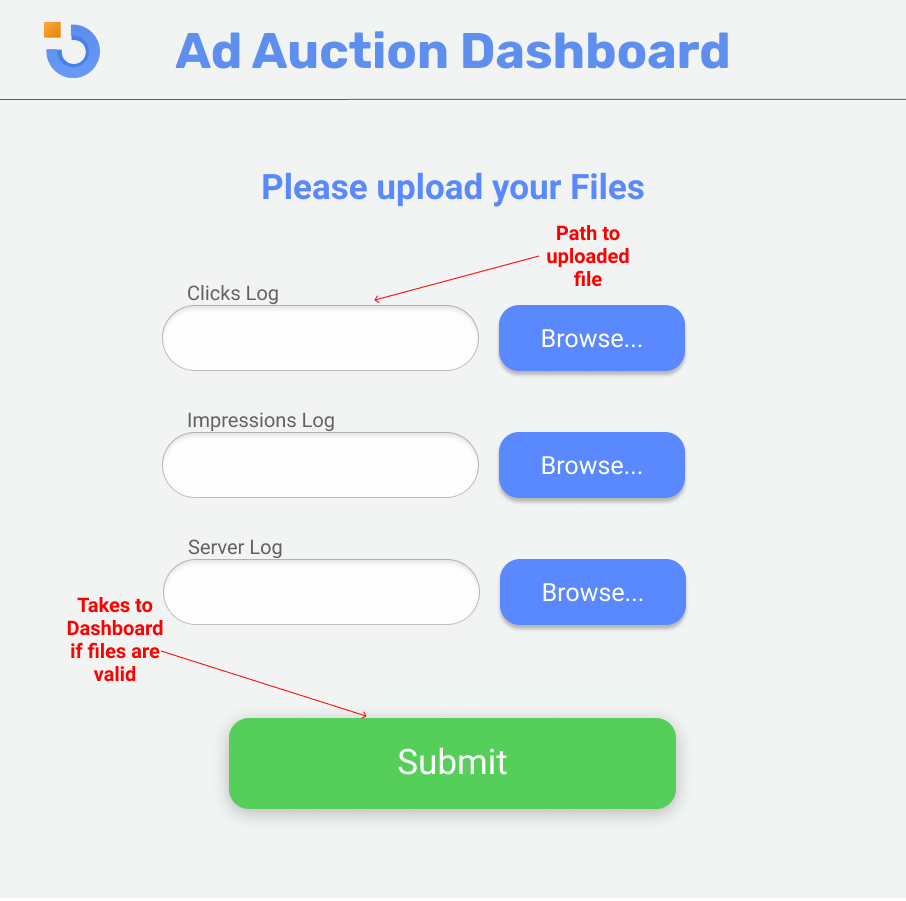 Ad Auction Dashboard
Please upload your Files
Path to
uploaded
file
Clicks Log
Browse...
Impressions Log
Browse...
Server Log
Browse...
Takes to
Dashboard
if files are
valid
Submit